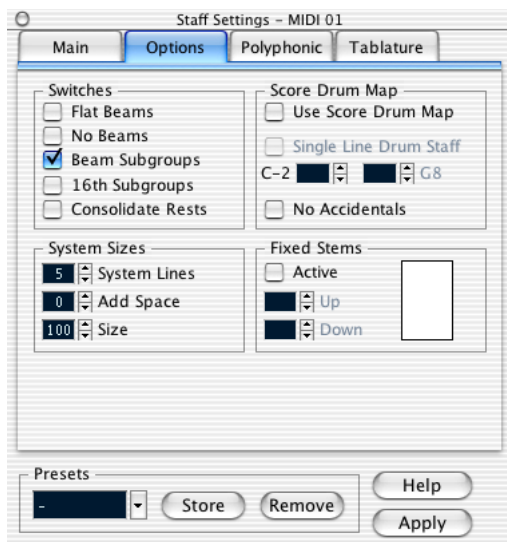 Staff Settings – MIDI 01
Main Options Polyphonic Tablature
Switches
Flat Beams
No Beams
Beam Subgroups
16th Subgroups
Consolidate Rests
Score Drum Map
Use Score Drum Map
Single Line Drum Staff
C-2 G8
No Accidentals
System Sizes
5 System Lines
0 Add Space
100 Size
Fixed Stems
Active
Up
Down
Presets
–
Store Remove
Help
Apply